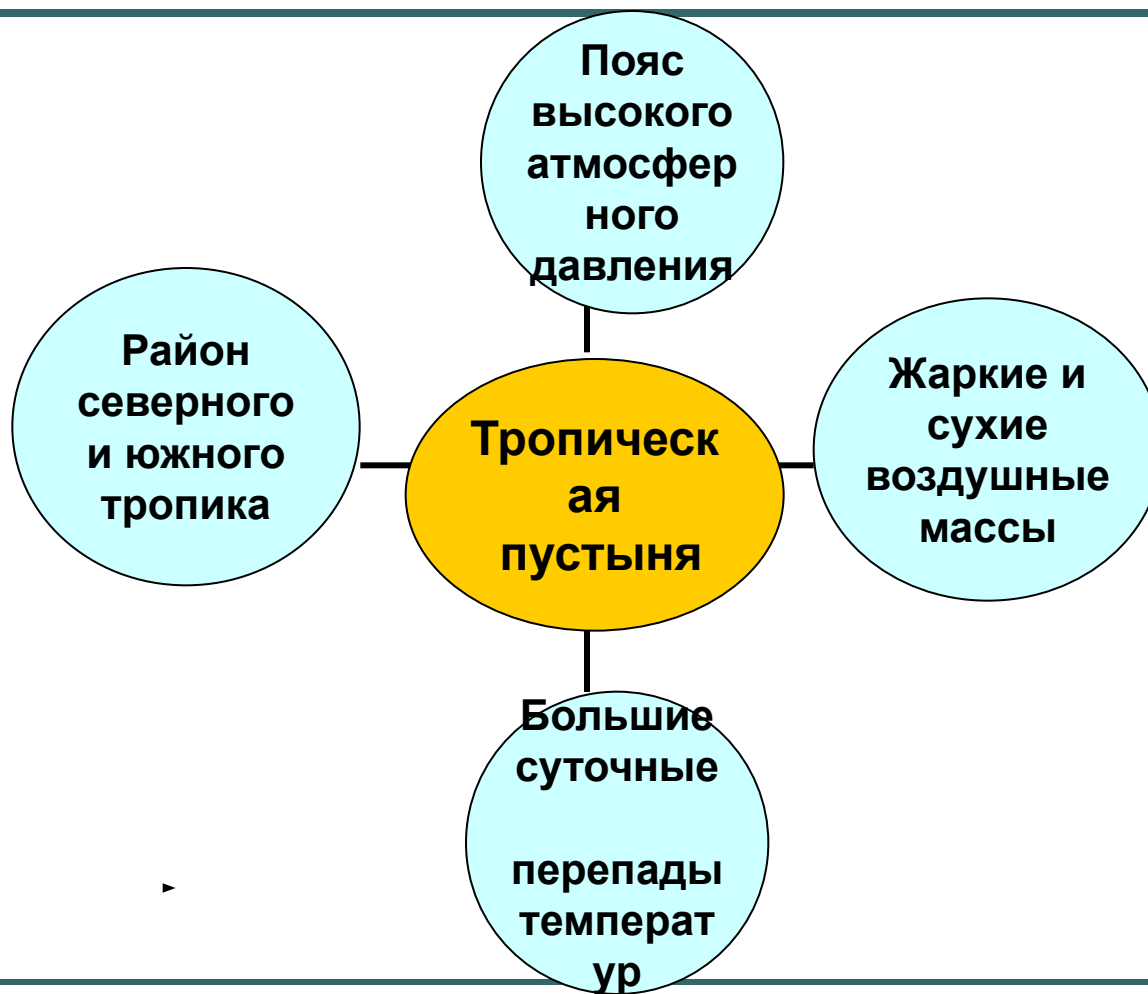 Пояс
высокого
атмосфер
ного
давления
Район
северного
и южного
тропика
Тропическ
ая
пустыня
Жаркие и
сухие
воздушные
массы
Большие
суточные
перепады
температ
ур